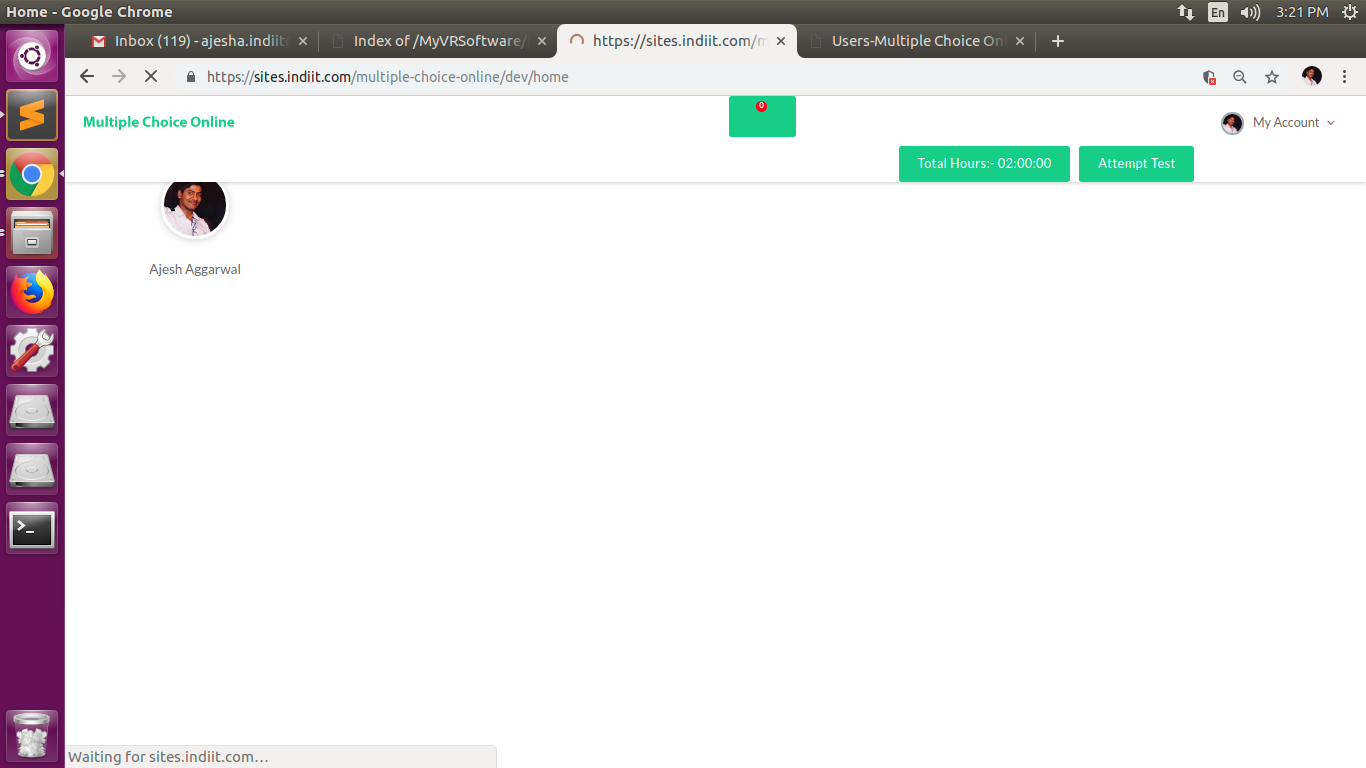 Home - Google Chrome
En
3:21 PM
Inbox (119) - ajesha.indiit
Index of /MyVRSoftware/
https://sites.indiit.com/m
Users-Multiple Choice Onl
https://sites.indiit.com/multiple-choice-online/dev/home
Multiple Choice Online
0
My Account
Total Hours:- 02:00:00
Attempt Test
Ajesh Aggarwal
Waiting for sites.indiit.com…